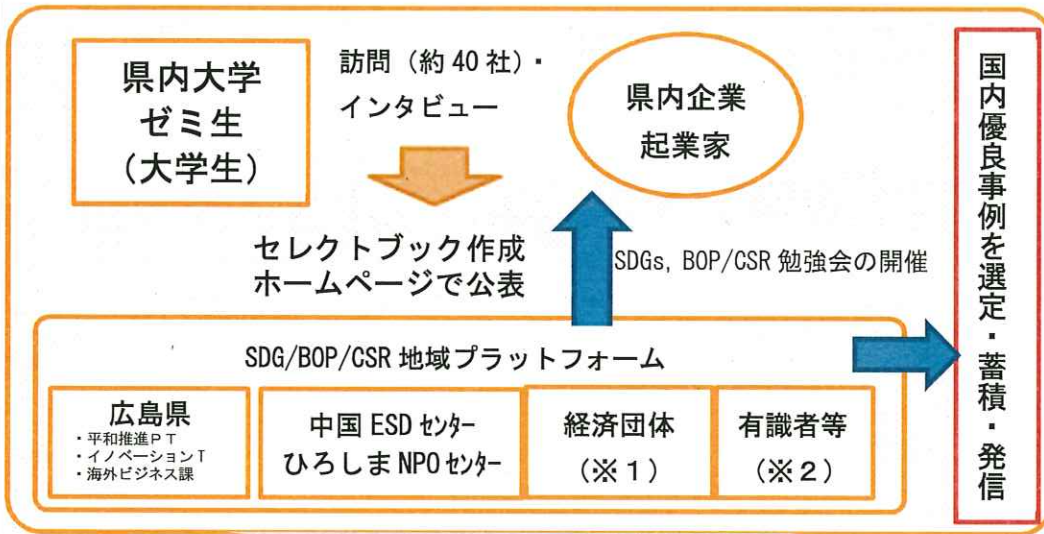 県内大学
ゼミ生
（大学生）
訪問（約40社）・
インタビュー
県内企業
起業家
セレクトブック作成
ホームページで公表
SDGs, BOP/CSR 勉強会の開催
SDG/BOP/CSR 地域プラットフォーム
広島県
・平和推進ＰＴ
・イノベーションＴ
・海外ビジネス課
中国 ESD センター
ひろしま NPO センター
経済団体
（※１）
有識者等
（※２）
国内優良事例を選定・蓄積・発信